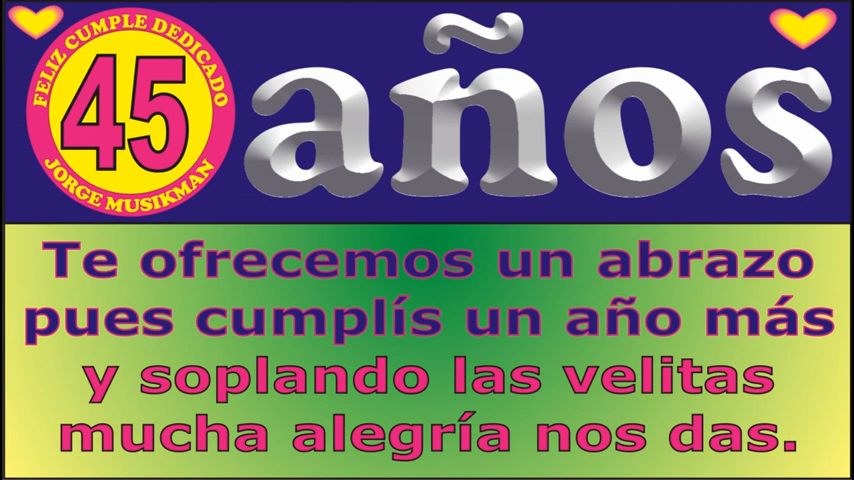 FELIZ CUMPLE DEDICADO
45
JORGE MUSIKMAN
años
Te ofrecemos un abrazo
pues cumplís un año más
y soplando las velitas
mucha alegría nos das.